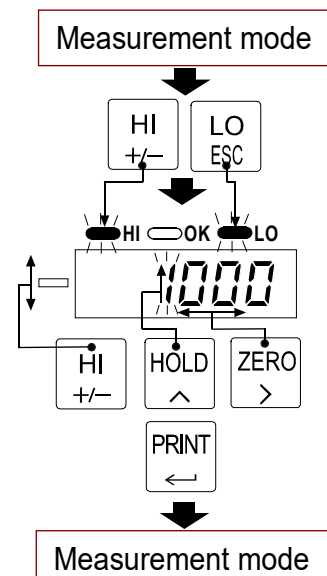 Measurement mode
HI
+/−
LO
ESC
HI OK LO
1000
HI
+/−
HOLD
^
ZERO
>
PRINT
←
Measurement mode